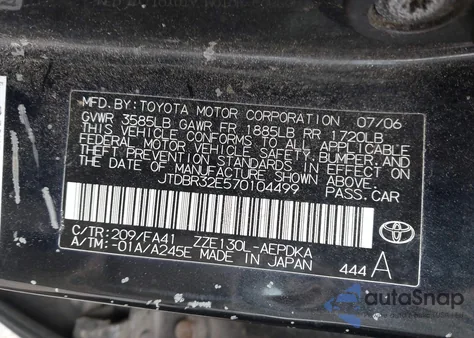 MFD. BY: TOYOTA MOTOR CORPORATION 07/06
GVWR 3585LB GAWR FR 1885LB RR 1720LB
THIS VEHICLE CONFORMS TO ALL APPLICABLE
FEDERAL MOTOR VEHICLE SAFETY, BUMPER, AND
THEFT PREVENTION STANDARDS IN EFFECT ON THE
DATE OF MANUFACTURE SHOWN ABOVE.
JTDBR32E570104499 PASS.CAR
C/TR: 209/FA41 ZZE130L-AEPDKA
A/TM: -01A/A245E MADE IN JAPAN
444 A
autoSnap